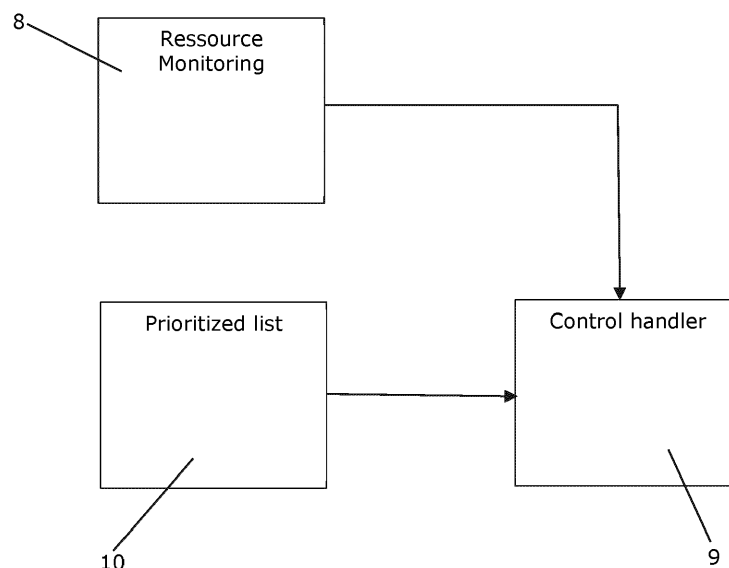 8
Ressource
Monitoring
Prioritized list
Control handler
10
9